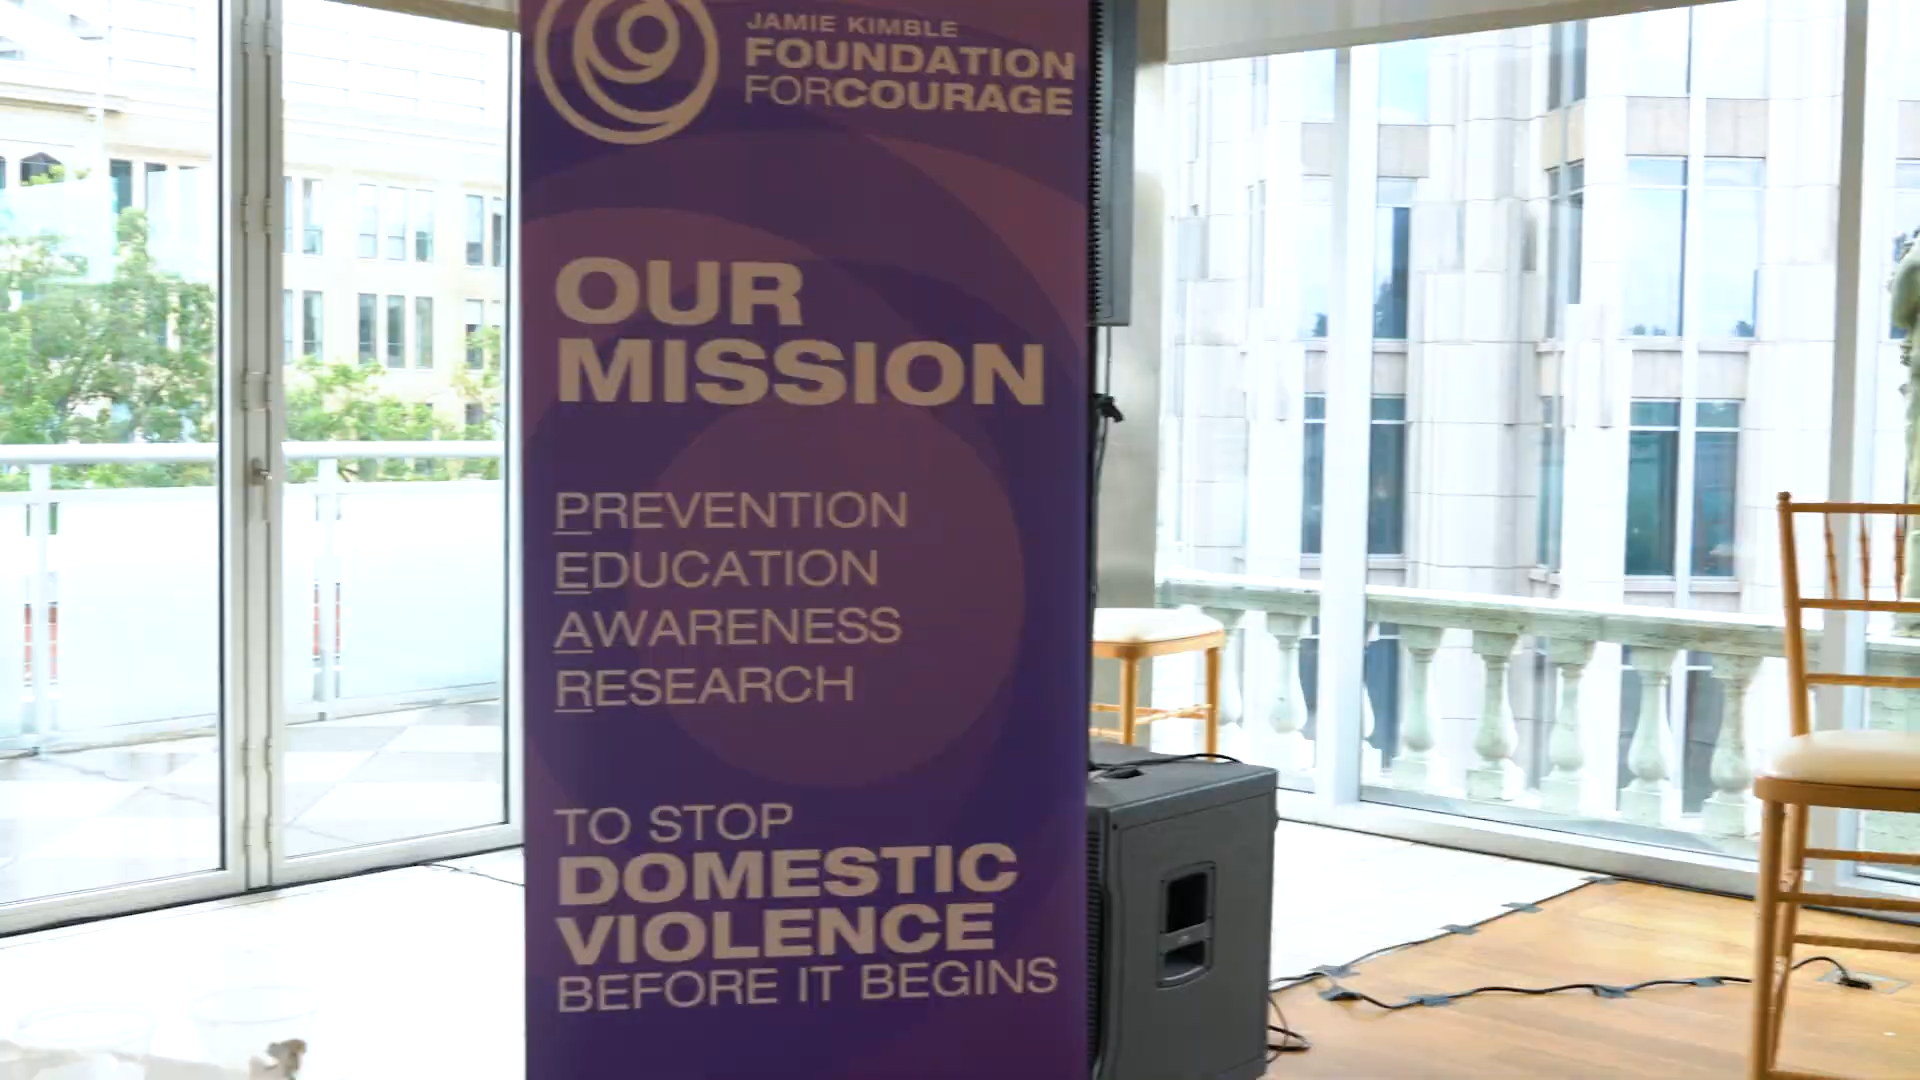 JAMIE KIMBLE
FOUNDATION
FORCOURAGE
OUR
MISSION
PREVENTION
EDUCATION
AWARENESS
RESEARCH
TO STOP
DOMESTIC
VIOLENCE
BEFORE IT BEGINS